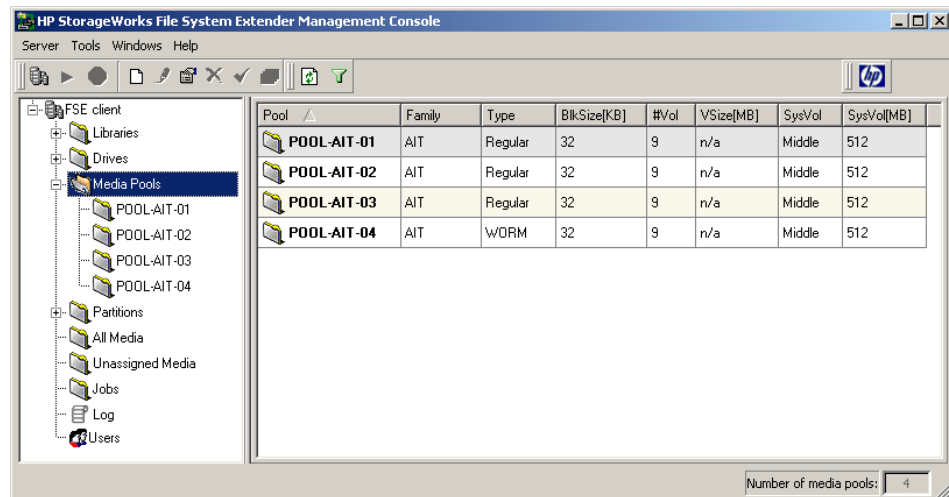 HP StorageWorks File System Extender Management Console
Server Tools Windows Help
hp
FSE client
Libraries
Drives
Media Pools
POOL-AIT-01
POOL-AIT-02
POOL-AIT-03
POOL-AIT-04
Partitions
All Media
Unassigned Media
Jobs
Log
Users
Pool Family Type BlkSize[KB] #Vol VSize[MB] SysVol SysVol[MB]
POOL-AIT-01 AIT Regular 32 9 n/a Middle 512
POOL-AIT-02 AIT Regular 32 9 n/a Middle 512
POOL-AIT-03 AIT Regular 32 9 n/a Middle 512
POOL-AIT-04 AIT WORM 32 9 n/a Middle 512
Number of media pools: 4